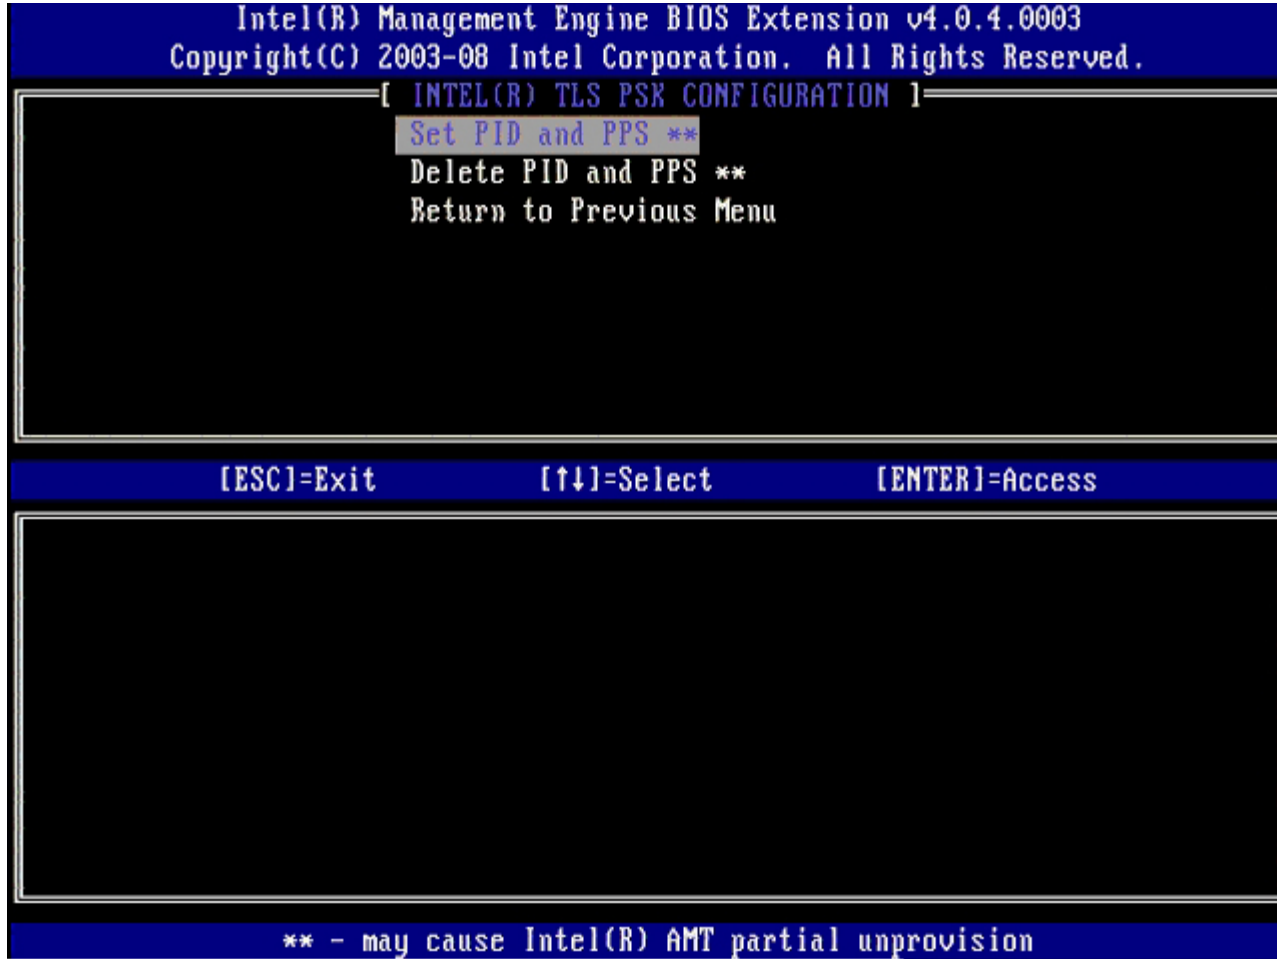 Intel(R) Management Engine BIOS Extension v4.0.4.0003
Copyright(C) 2003-08 Intel Corporation. All Rights Reserved.
[ INTEL(R) TLS PSK CONFIGURATION ]
Set PID and PPS **
Delete PID and PPS **
Return to Previous Menu
[ESC]=Exit [↑↓]=Select [ENTER]=Access
** - may cause Intel(R) AMT partial unprovision